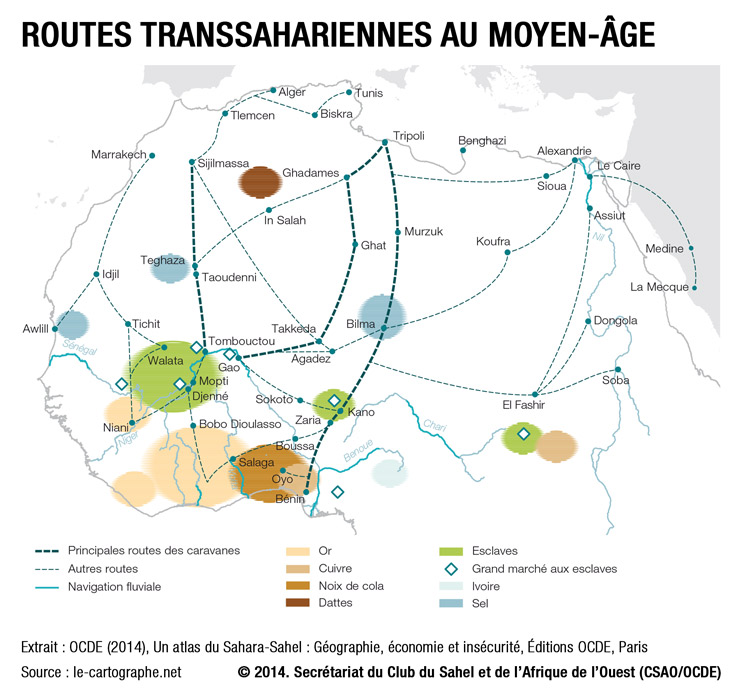 ROUTES TRANSSAHARIENNES AU MOYEN-ÂGE
Alger
Tunis
Tlemcen
Biskra
Tripoli
Benghazi
Alexandrie
Le Caire
Marrakech
Sijilmassa
Ghadames
Sioua
Assiut
In Salah
Murzuk
Koufra
Nil
Ghat
Medine
Teghaza
Idjil
Taoudenni
La Mecque
Awlill
Tichit
Takkeda
Bilma
Dongola
Sénégal
Tombouctou
Walata
Gao
Agadez
Mopti
Djenné
Sokoto
Kano
El Fashir
Soba
Niani
Niger
Bobo Dioulasso
Zaria
Chari
Boussa
Benoue
Salaga
Oyo
Bénin
Principales routes des caravanes
Autres routes
Navigation fluviale
Or
Cuivre
Noix de cola
Dattes
Esclaves
Grand marché aux esclaves
Ivoire
Sel
Extrait : OCDE (2014), Un atlas du Sahara-Sahel : Géographie, économie et insécurité, Éditions OCDE, Paris
Source : le-cartographe.net © 2014. Secrétariat du Club du Sahel et de l'Afrique de l'Ouest (CSAO/OCDE)